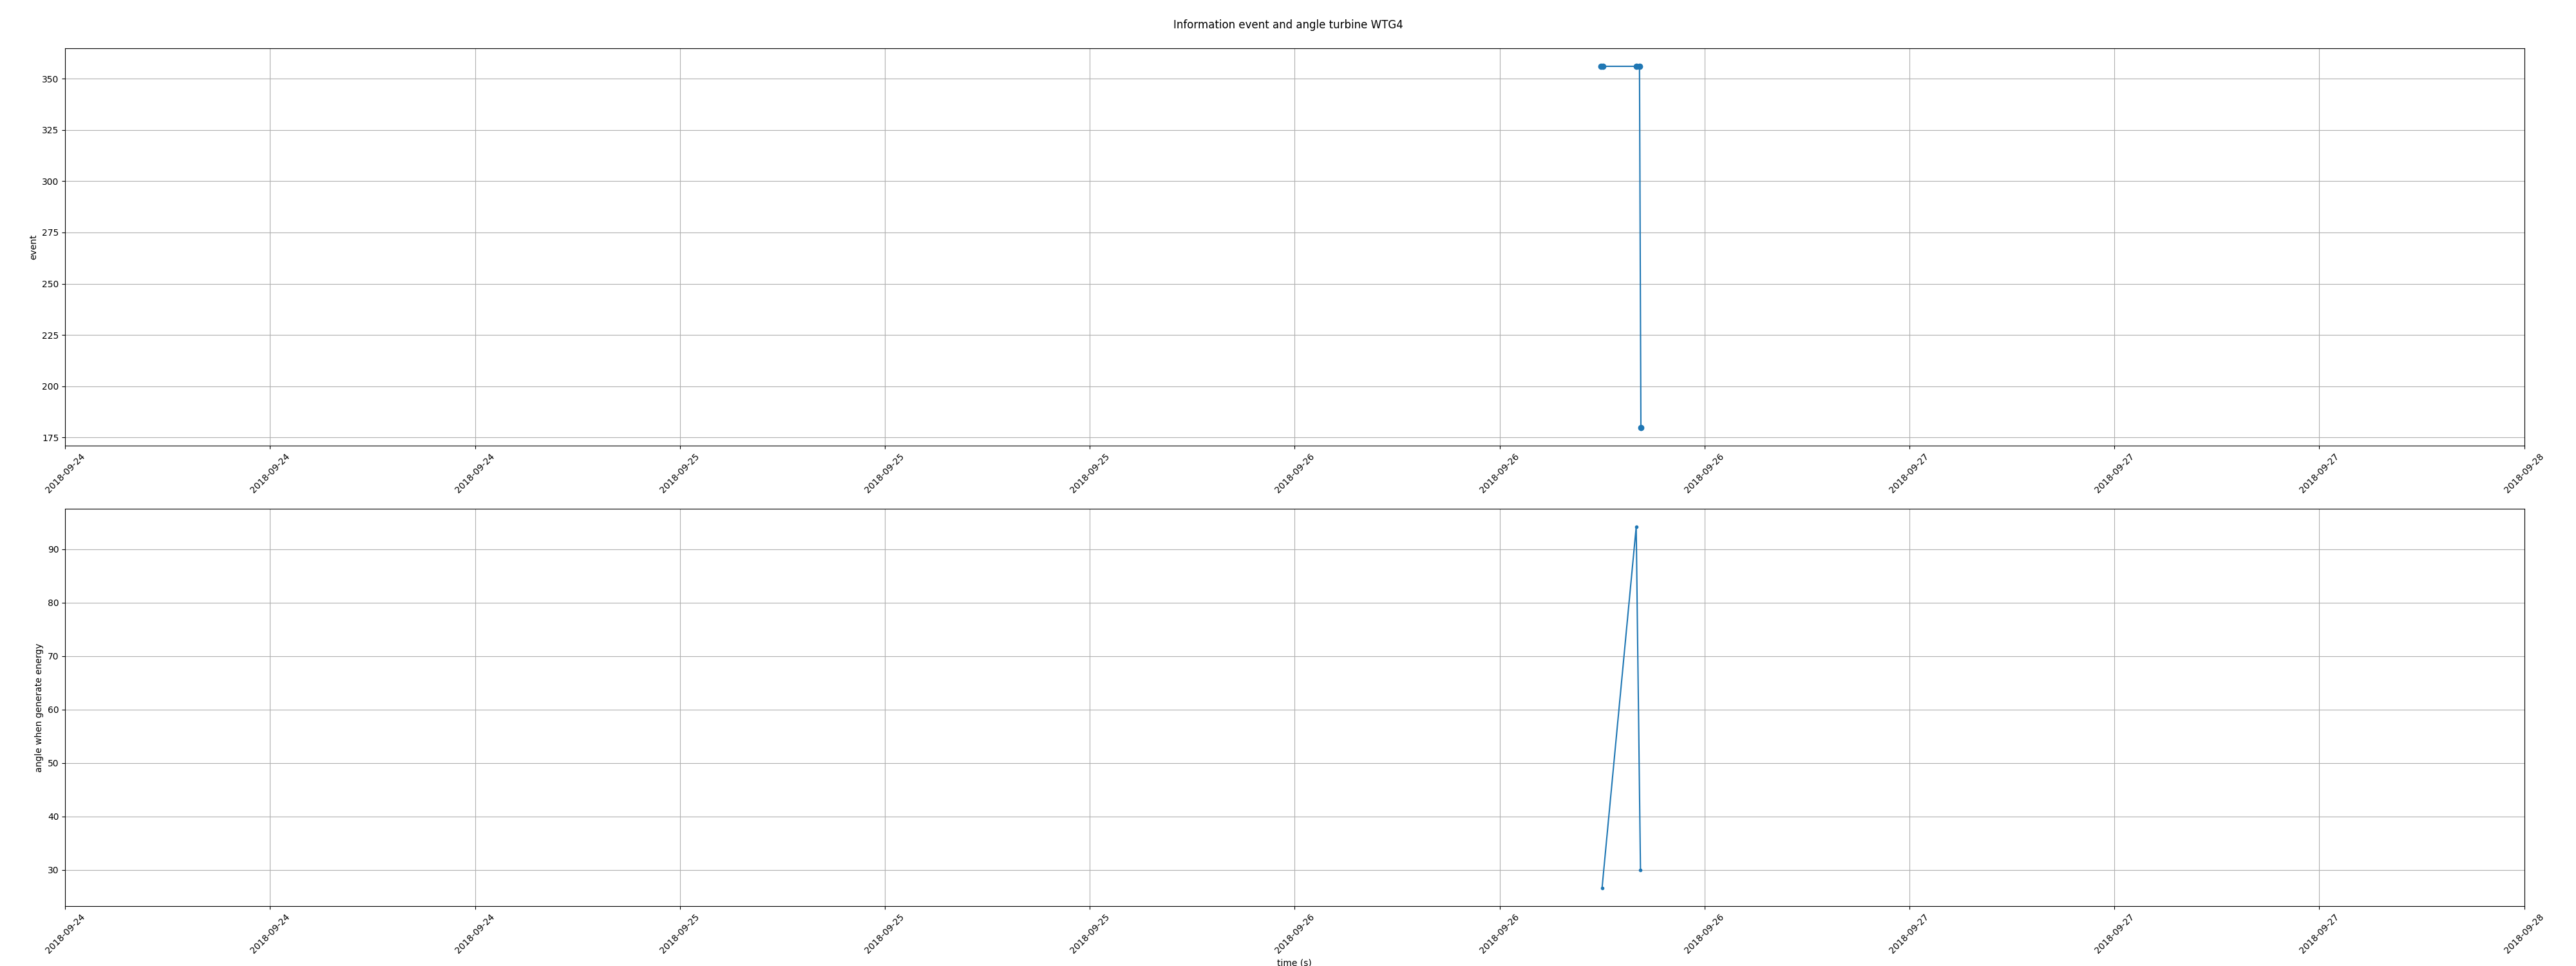 Information event and angle turbine WTG4
event
350
325
300
275
250
225
200
175
2018-09-24 2018-09-24 2018-09-24 2018-09-25 2018-09-25 2018-09-25 2018-09-26 2018-09-26 2018-09-26 2018-09-27 2018-09-27 2018-09-27 2018-09-28
angle when generate energy
90
80
70
60
50
40
30
2018-09-24 2018-09-24 2018-09-24 2018-09-25 2018-09-25 2018-09-25 2018-09-26 2018-09-26 2018-09-26 2018-09-27 2018-09-27 2018-09-27 2018-09-28
time (s)